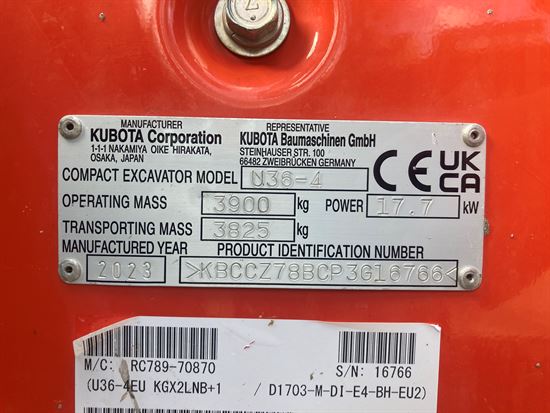 MANUFACTURER
KUBOTA Corporation
1-1-1 NAKAMIYA OIKE HIRAKATA,
OSAKA, JAPAN
REPRESENTATIVE
KUBOTA Baumaschinen GmbH
STEINHAUSER STR. 100
66482 ZWEIBRÜCKEN GERMANY
COMPACT EXCAVATOR MODEL U36-4
CE UK CA
OPERATING MASS 3900 kg POWER 17.7 kW
TRANSPORTING MASS 3825 kg
MANUFACTURED YEAR PRODUCT IDENTIFICATION NUMBER
2023 >KBCCZ78BCP3G16766<
M/C: RC789-70870 S/N: 16766
(U36-4EU KGX2LNB+1 / D1703-M-DI-E4-BH-EU2)